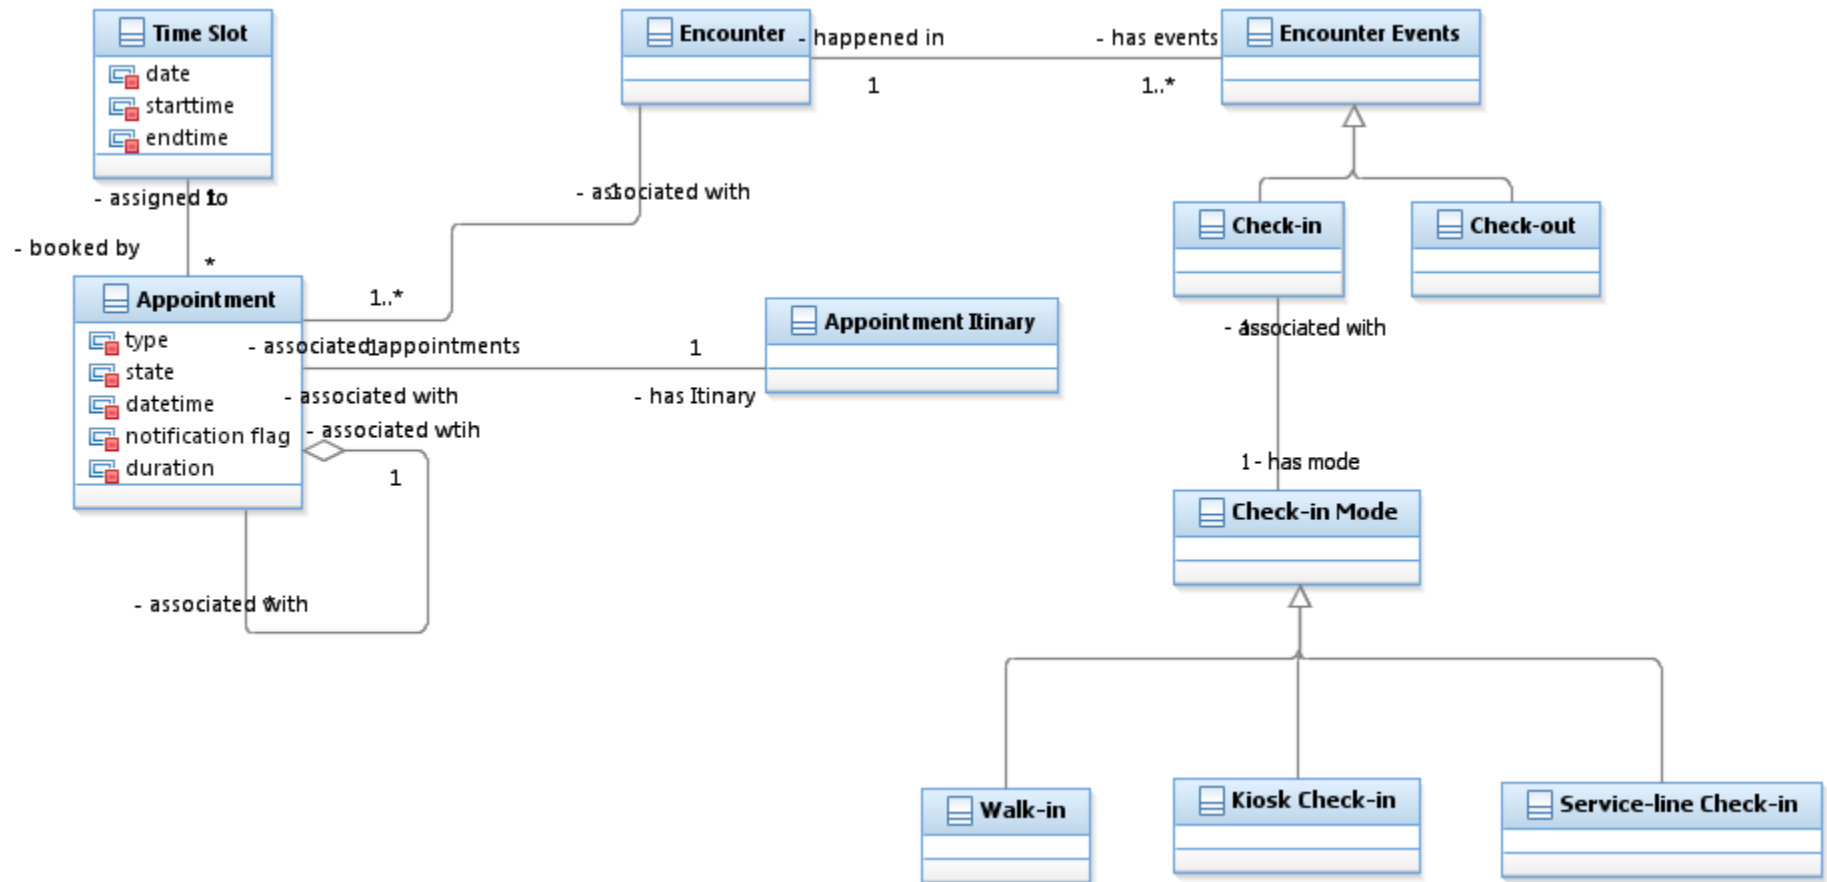 Time Slot
date
starttime
endtime
Encounter
- happened in
- has events
Encounter Events
1
1..*
- assigned to
1
- booked by
*
- associated with
1
Check-in
Check-out
Appointment
type
state
datetime
notification flag
duration
1..*
- associated appointments
1
1
Appointment Itinary
- associated with
- has Itinary
- associated wtih
1
- associated with
*
- associated with
1
1 - has mode
Check-in Mode
Walk-in
Kiosk Check-in
Service-line Check-in